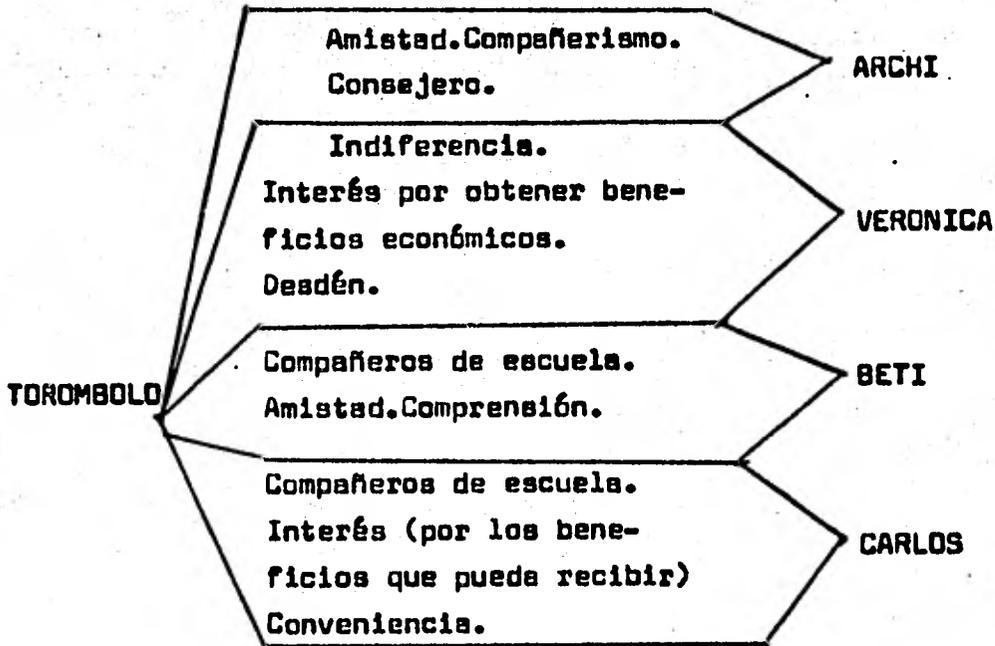 Amistad.Compañerismo.
Consejero.
ARCHI
Indiferencia.
Interés por obtener bene-
ficios económicos.
Desdén.
VERONICA
TOROMBOLO
Compañeros de escuela.
Amistad.Comprensión.
BETI
Compañeros de escuela.
Interés (por los bene-
ficios que pueda recibir)
Conveniencia.
CARLOS